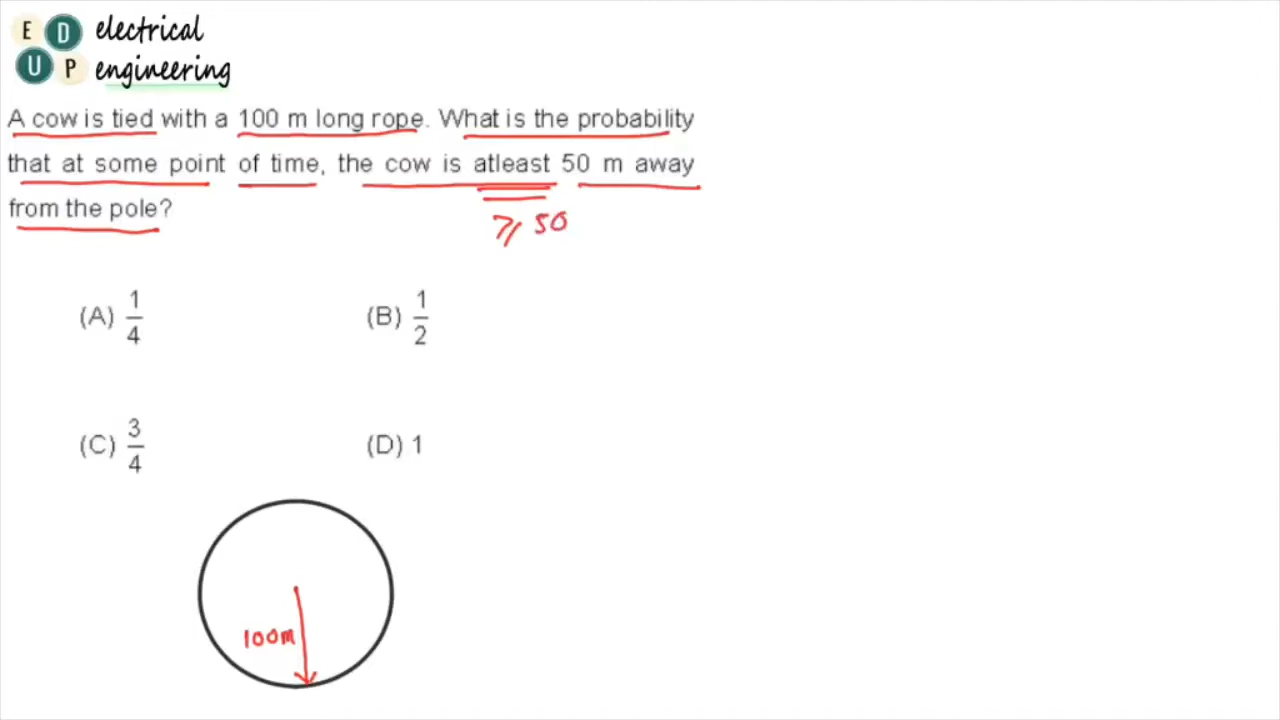 E D electrical
U P engineering
A cow is tied with a 100 m long rope. What is the probability
that at some point of time, the cow is atleast 50 m away
from the pole?
⩾ 50
(A) 1/4 (B) 1/2
(C) 3/4 (D) 1
100m